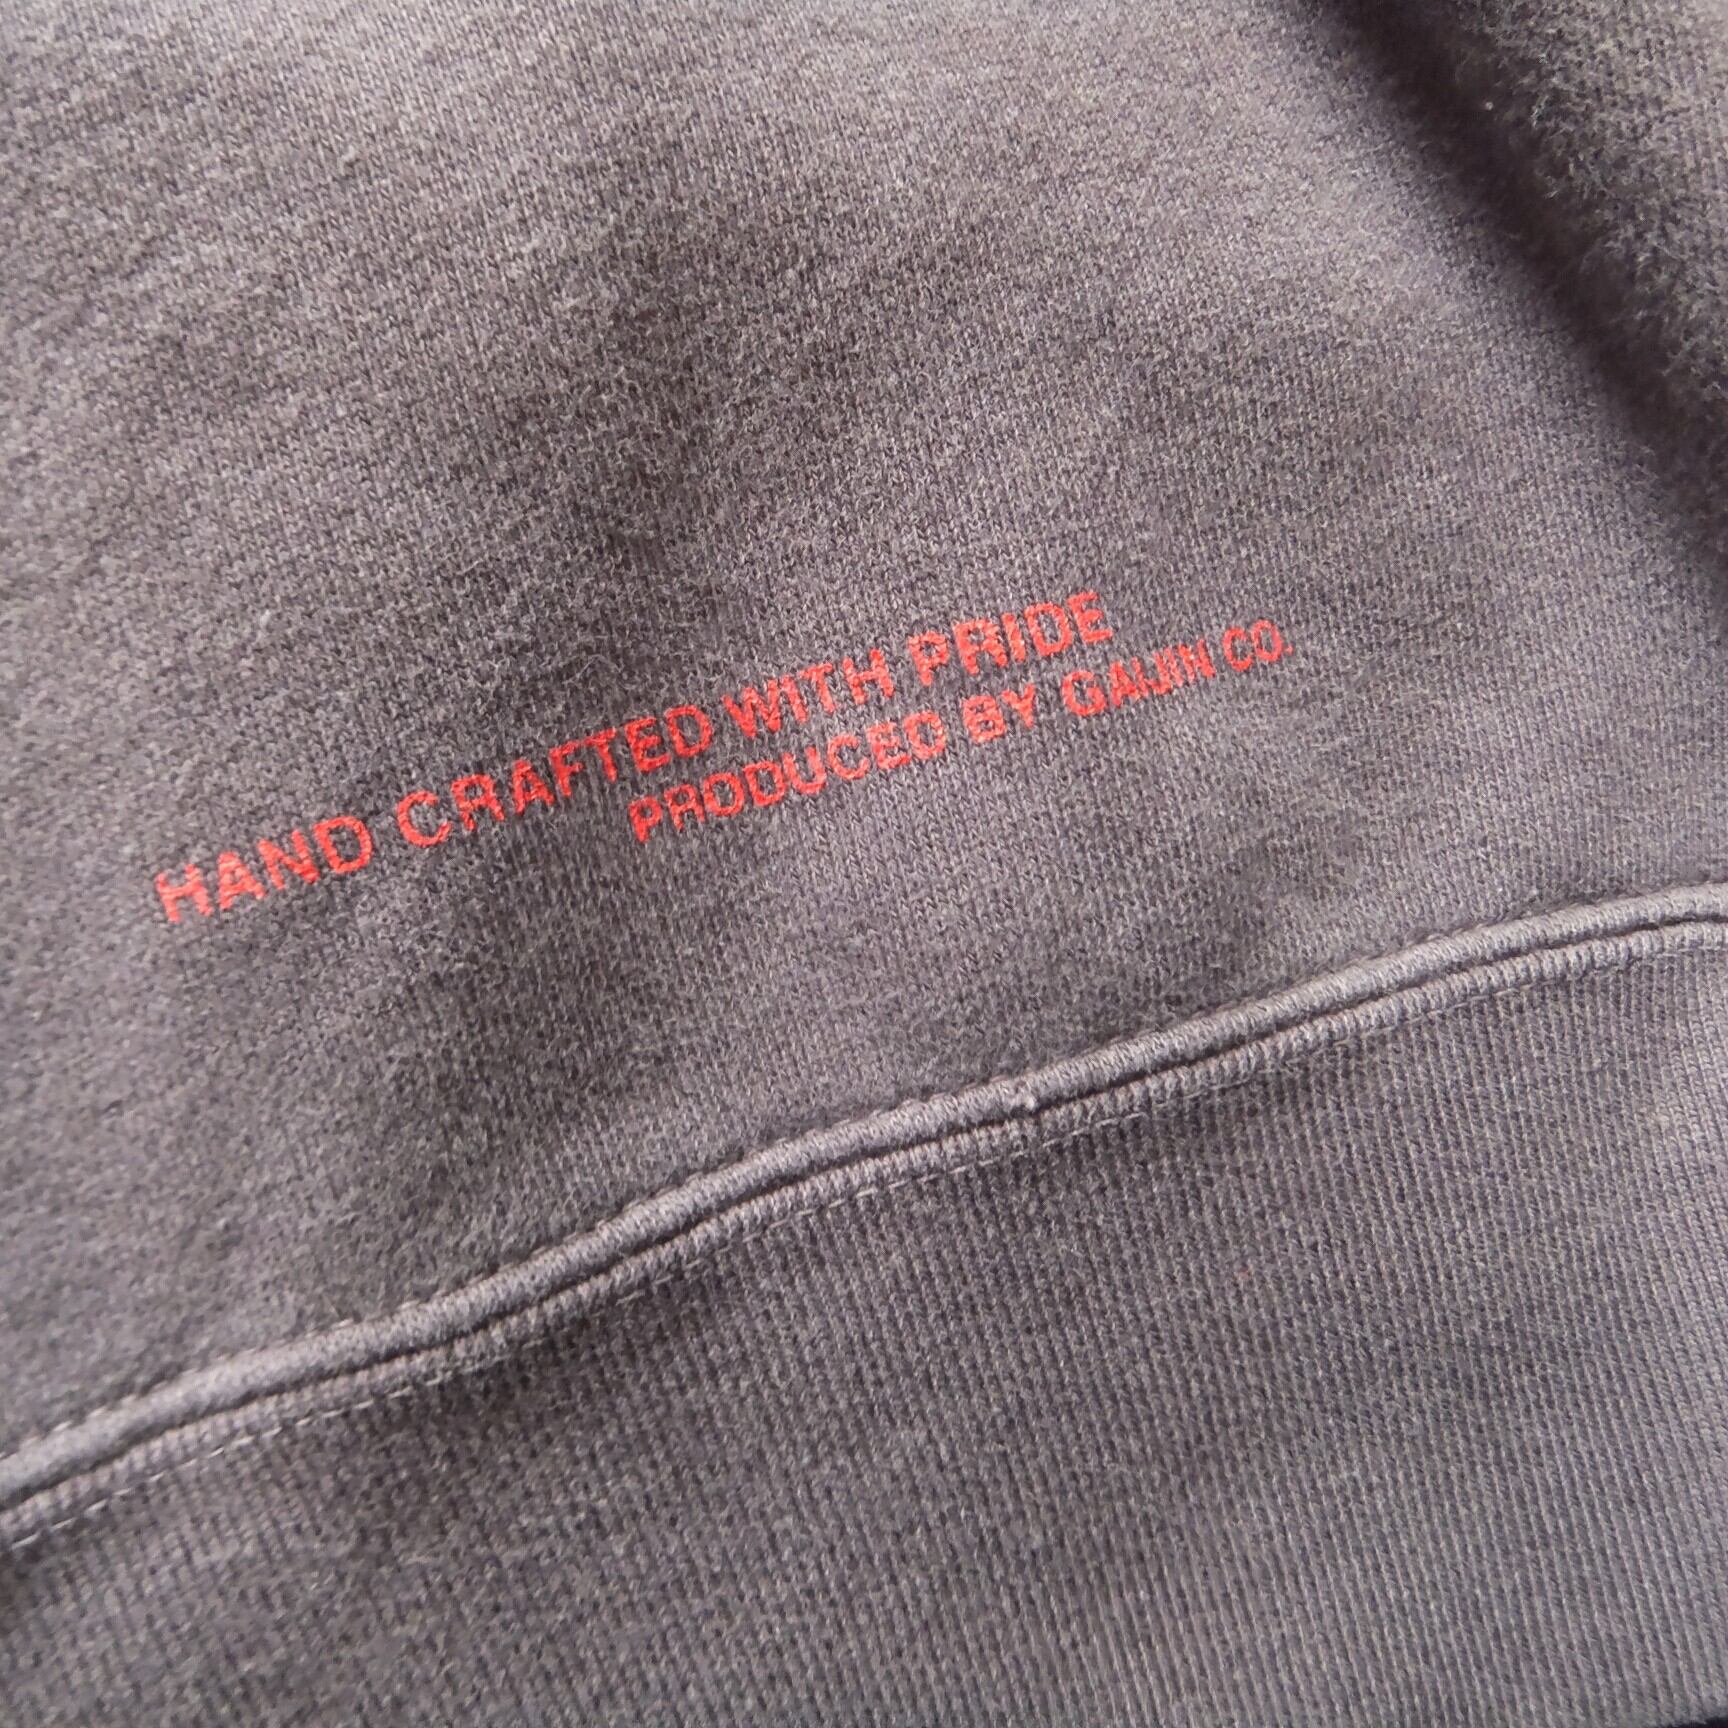 HAND CRAFTED WITH PRIDE
PRODUCED BY GAIJIN CO.